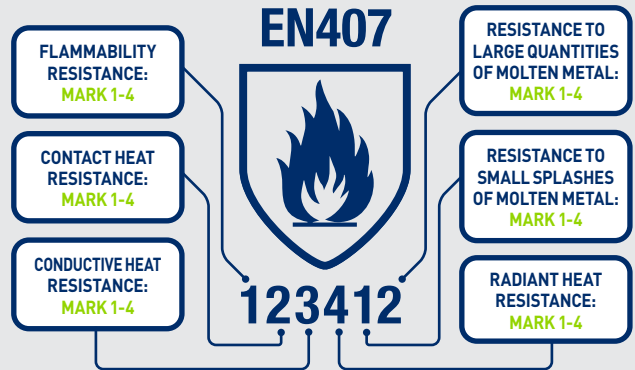 EN407
FLAMMABILITY
RESISTANCE:
MARK 1-4
CONTACT HEAT
RESISTANCE:
MARK 1-4
CONDUCTIVE HEAT
RESISTANCE:
MARK 1-4
RESISTANCE TO
LARGE QUANTITIES
OF MOLTEN METAL:
MARK 1-4
RESISTANCE TO
SMALL SPLASHES
OF MOLTEN METAL:
MARK 1-4
RADIANT HEAT
RESISTANCE:
MARK 1-4
123412